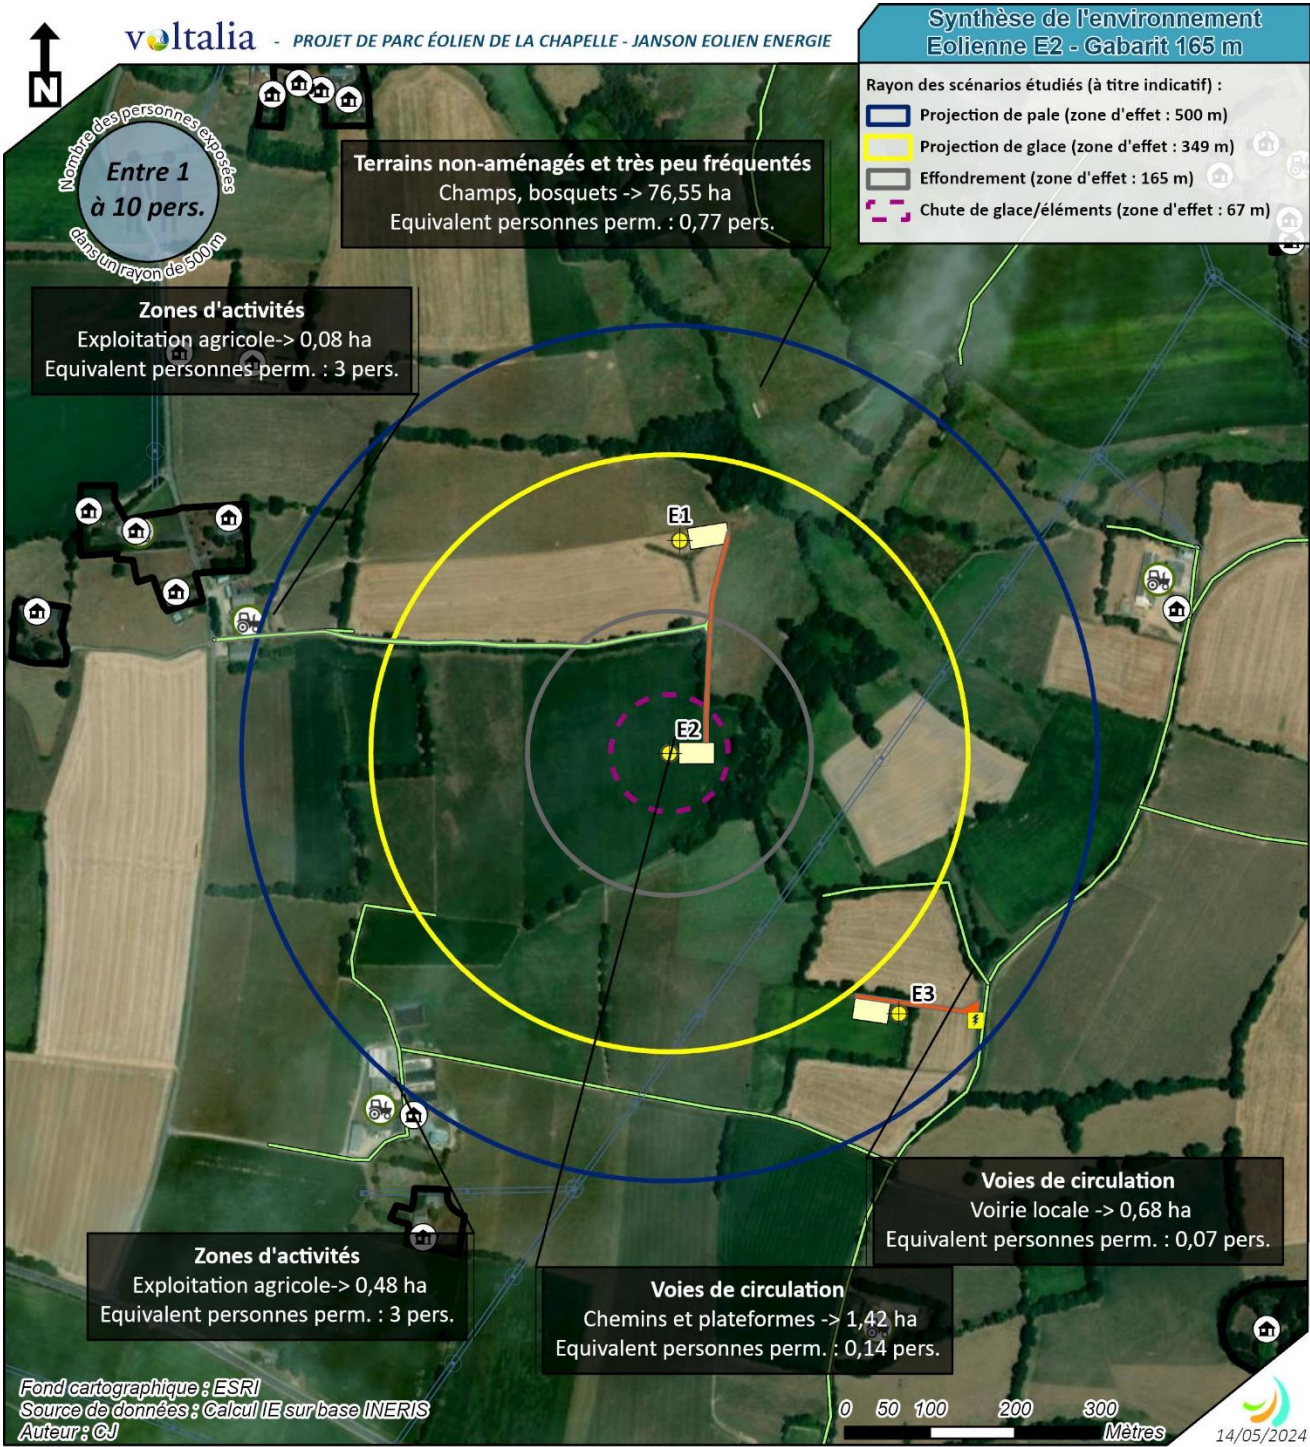 voltalia - PROJET DE PARC ÉOLIEN DE LA CHAPELLE - JANSON EOLIEN ENERGIE
Synthèse de l'environnement
Eolienne E2 - Gabarit 165 m
N
Rayon des scénarios étudiés (à titre indicatif) :
Projection de pale (zone d'effet : 500 m)
Projection de glace (zone d'effet : 349 m)
Effondrement (zone d'effet : 165 m)
Chute de glace/éléments (zone d'effet : 67 m)
Nombre des personnes exposées
Entre 1
à 10 pers.
dans un rayon de 500 m
Terrains non-aménagés et très peu fréquentés
Champs, bosquets -> 76,55 ha
Equivalent personnes perm. : 0,77 pers.
Zones d'activités
Exploitation agricole-> 0,08 ha
Equivalent personnes perm. : 3 pers.
E1
E2
E3
Voies de circulation
Voirie locale -> 0,68 ha
Equivalent personnes perm. : 0,07 pers.
Zones d'activités
Exploitation agricole-> 0,48 ha
Equivalent personnes perm. : 3 pers.
Voies de circulation
Chemins et plateformes -> 1,42 ha
Equivalent personnes perm. : 0,14 pers.
Fond cartographique : ESRI
Source de données : Calcul IE sur base INERIS
Auteur : CJ
0 50 100 200 300
Mètres
14/05/2024